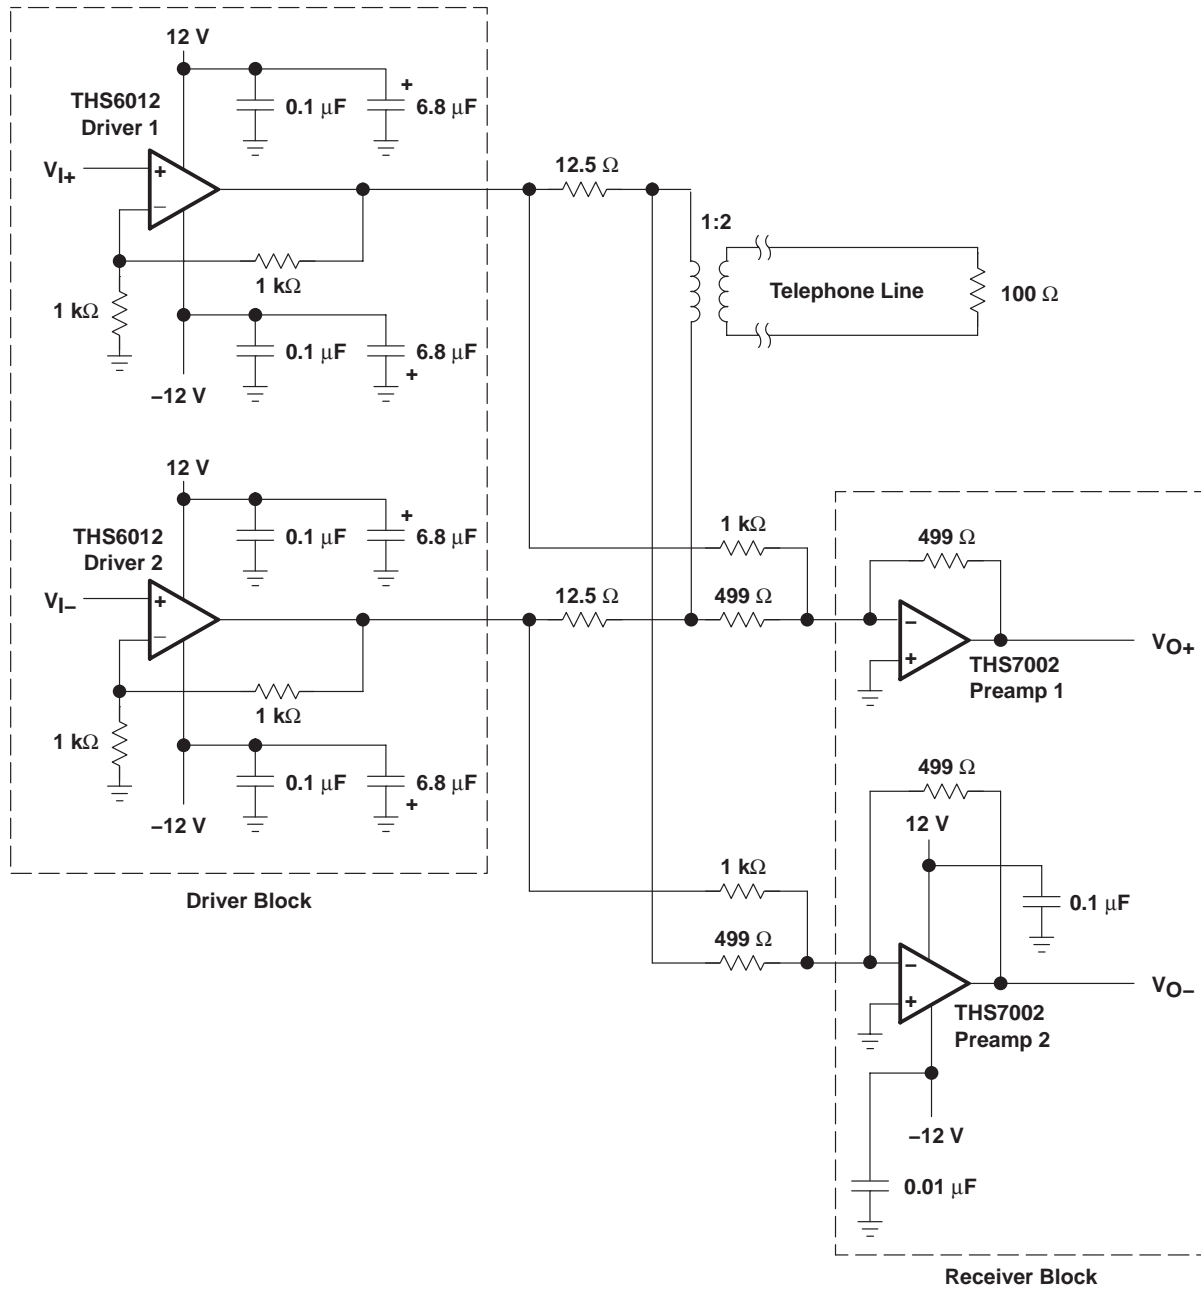 12 V
THS6012
Driver 1
0.1 μF
+
6.8 μF
VI+
+
−
12.5 Ω
1:2
1 kΩ
1 kΩ
Telephone Line
100 Ω
0.1 μF
6.8 μF
+
−12 V
12 V
THS6012
Driver 2
0.1 μF
+
6.8 μF
1 kΩ
499 Ω
VI−
+
−
12.5 Ω
499 Ω
−
+
VO+
THS7002
Preamp 1
1 kΩ
1 kΩ
0.1 μF
6.8 μF
+
−12 V
499 Ω
12 V
Driver Block
1 kΩ
0.1 μF
499 Ω
−
+
VO−
THS7002
Preamp 2
−12 V
0.01 μF
Receiver Block